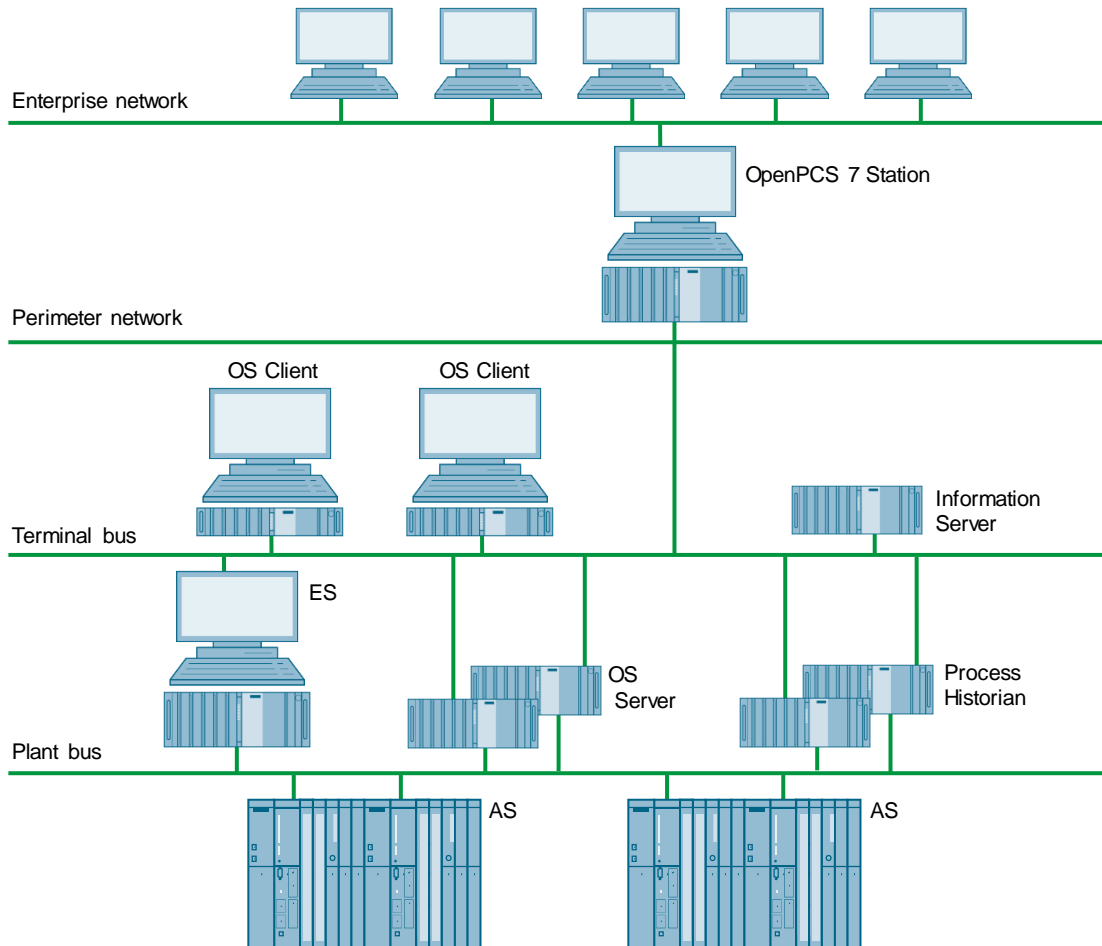 Enterprise network
OpenPCS 7 Station
Perimeter network
OS Client
OS Client
Information
Server
Terminal bus
ES
OS
Server
Process
Historian
Plant bus
AS
AS